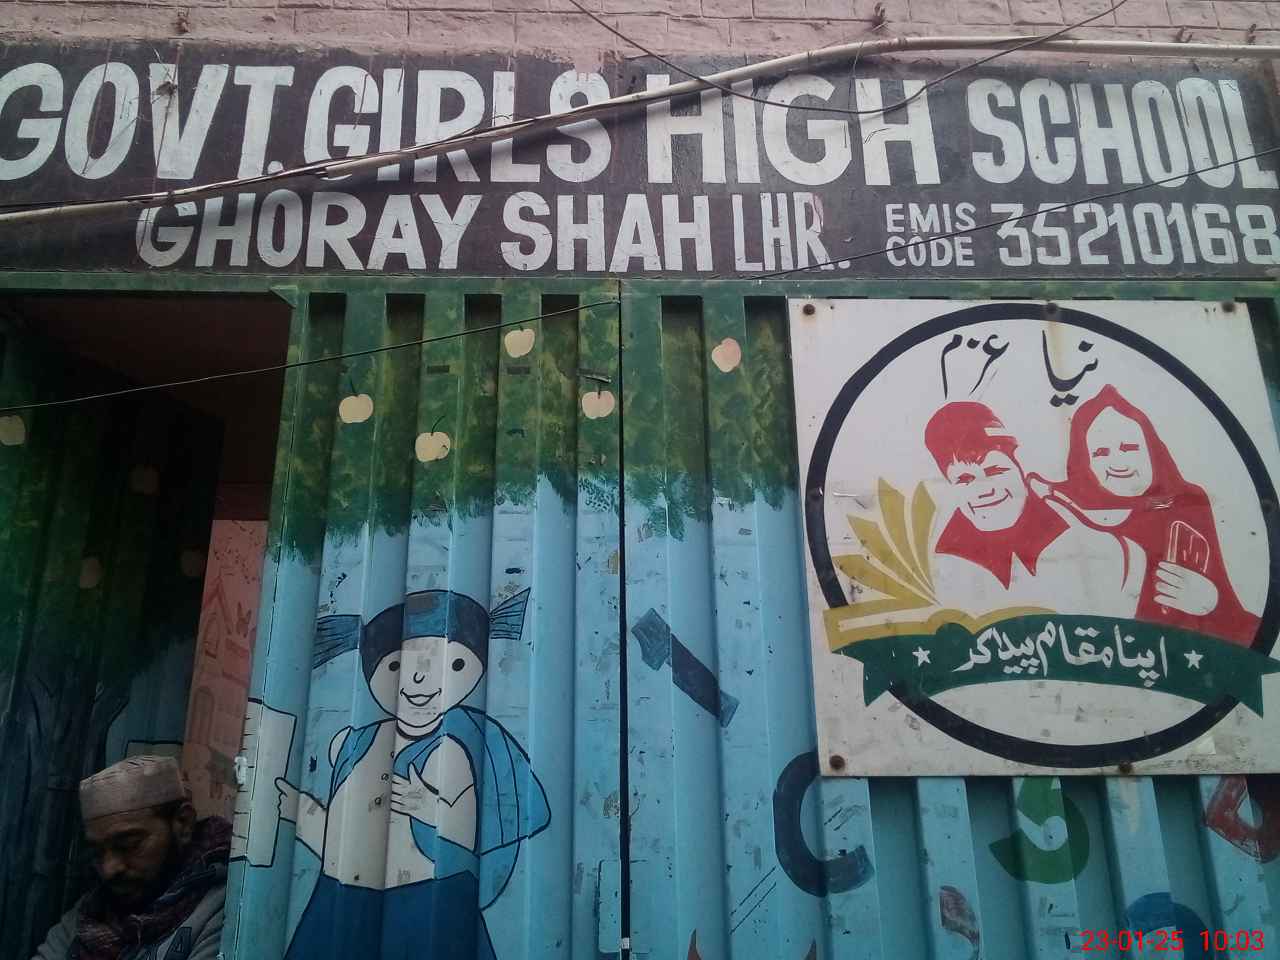 GOVT. GIRLS HIGH SCHOOL
GHORAY SHAH LHR. EMIS CODE 35210168
نیا عزم
اپنا مقام پیدا کر
23-01-25 10:03